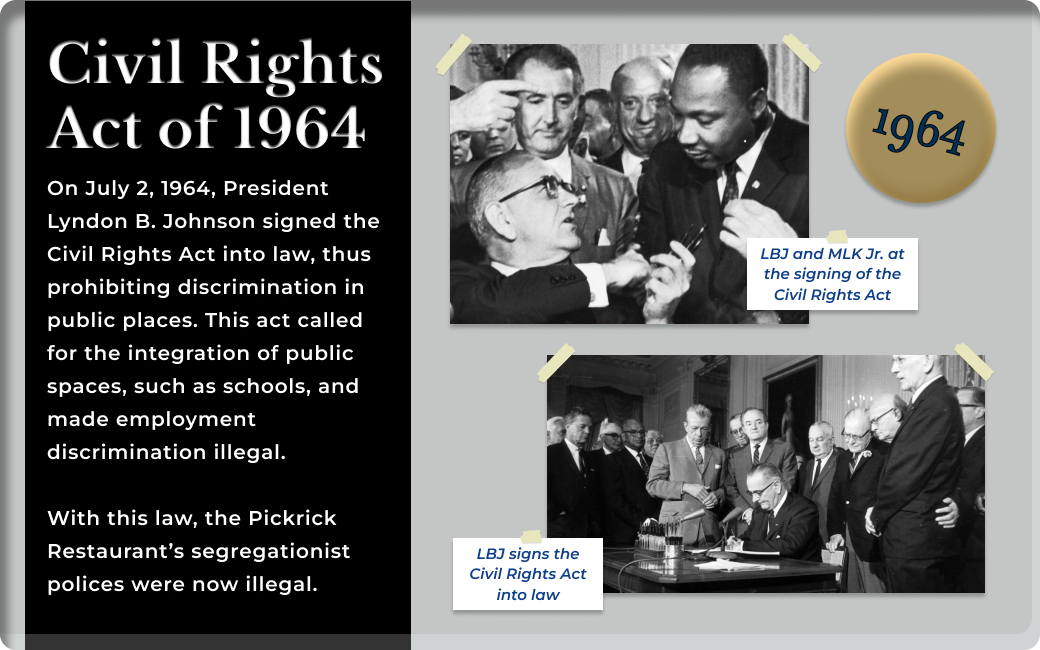 Civil Rights
Act of 1964
On July 2, 1964, President
Lyndon B. Johnson signed the
Civil Rights Act into law, thus
prohibiting discrimination in
public places. This act called
for the integration of public
spaces, such as schools, and
made employment
discrimination illegal.
With this law, the Pickrick
Restaurant’s segregationist
polices were now illegal.
1964
LBJ and MLK Jr. at
the signing of the
Civil Rights Act
LBJ signs the
Civil Rights Act
into law